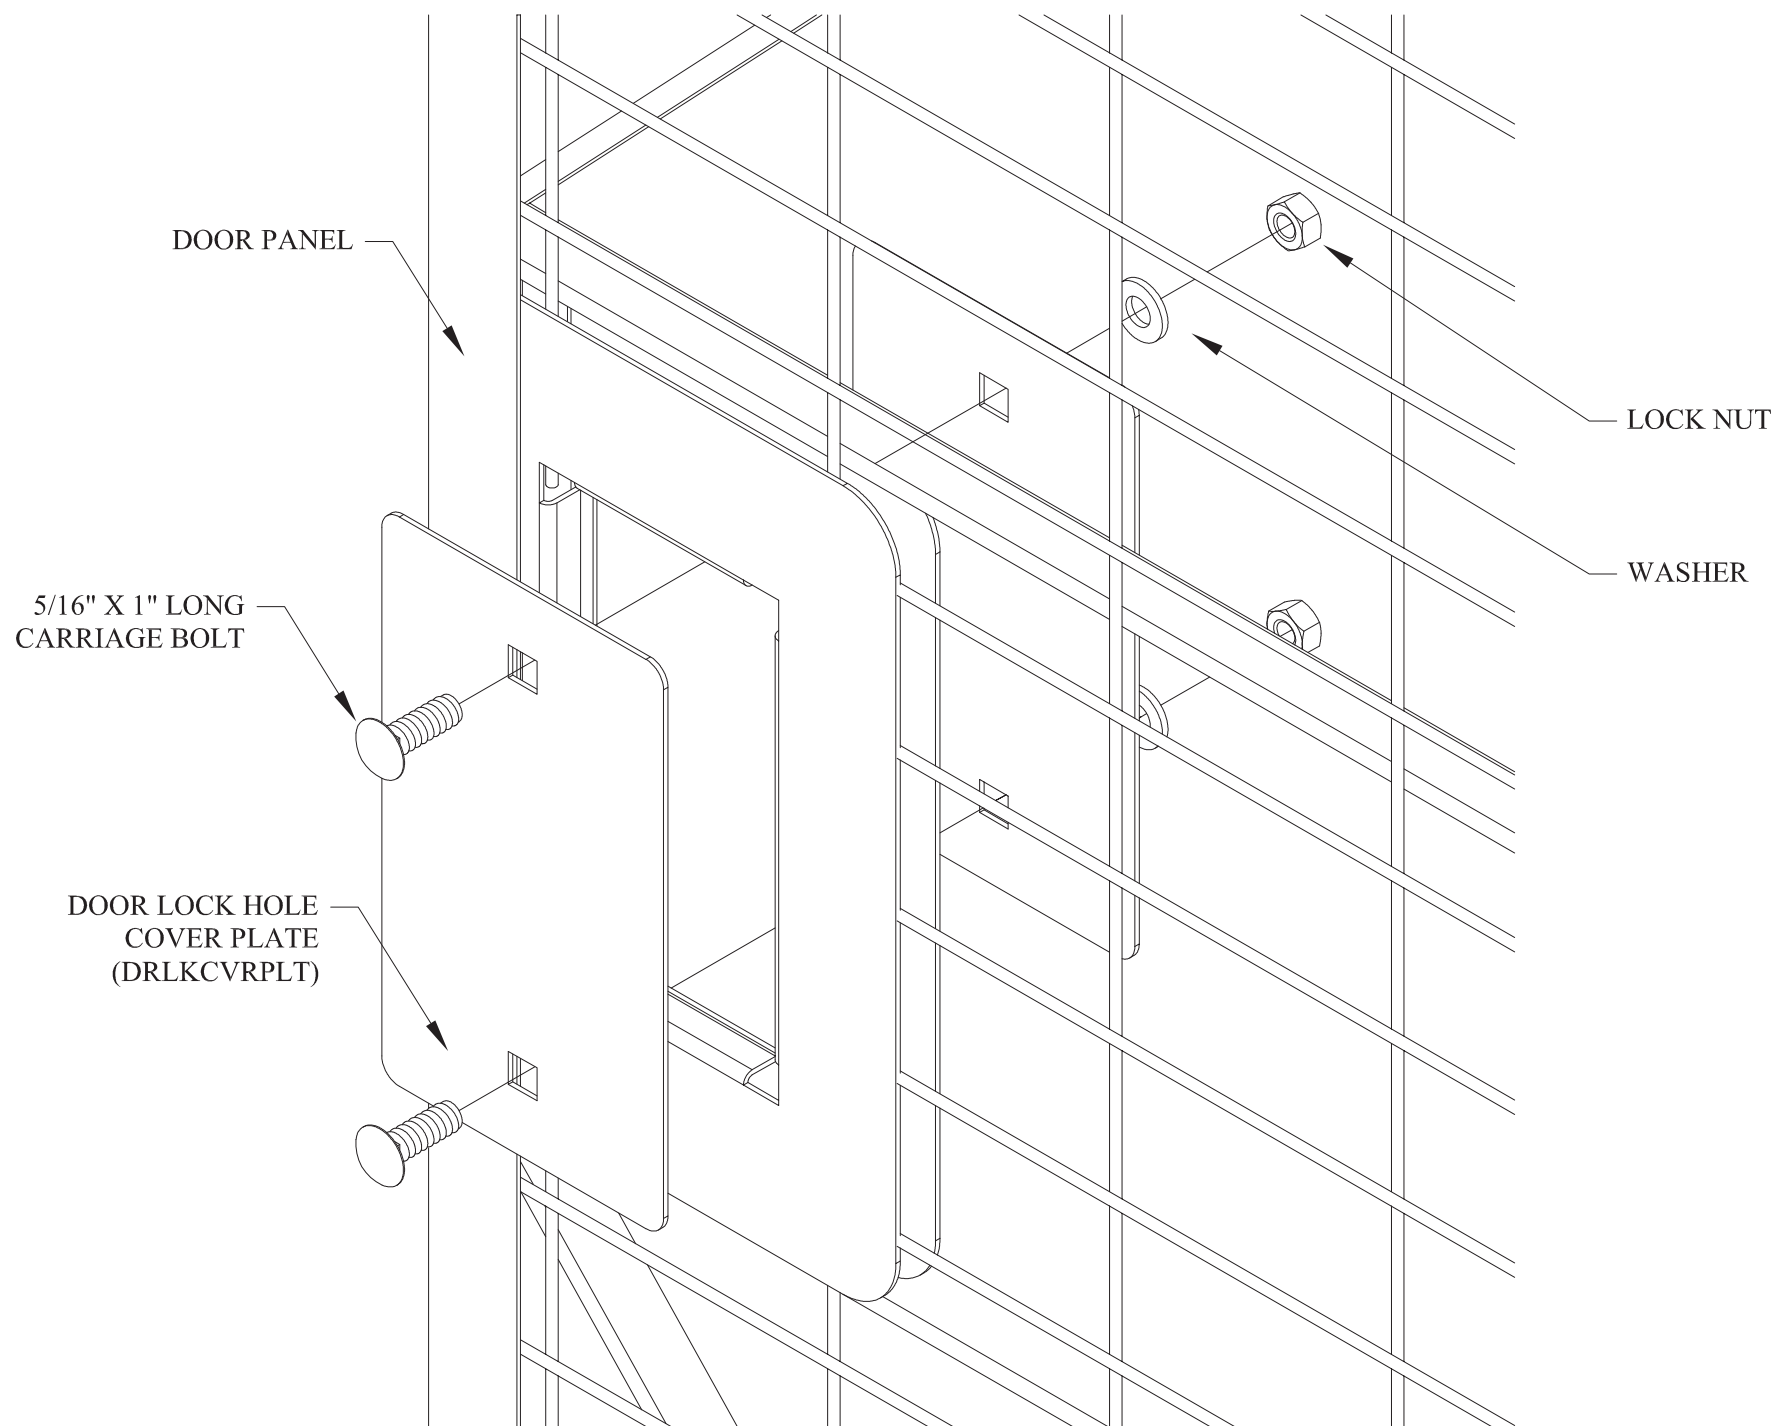 DOOR PANEL
LOCK NUT
WASHER
5/16" X 1" LONG
CARRIAGE BOLT
DOOR LOCK HOLE
COVER PLATE
(DRLKCVRPLT)